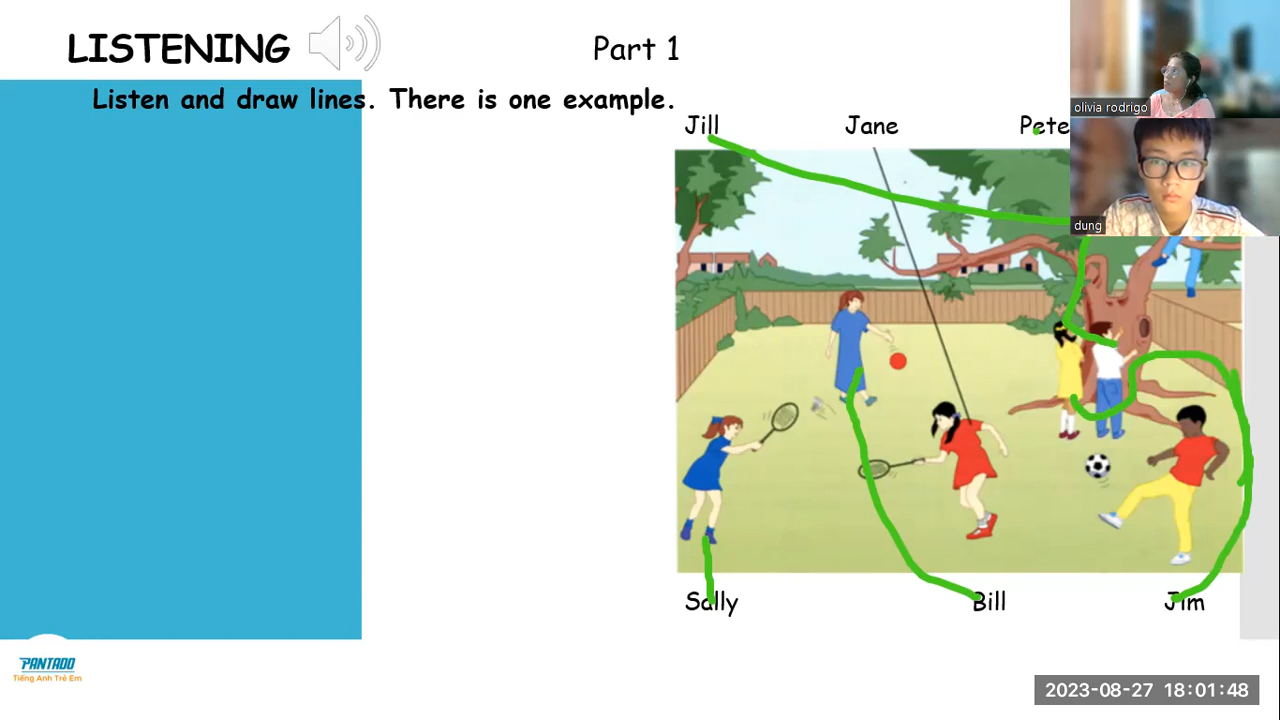 LISTENING
Part 1
Listen and draw lines. There is one example.
Jill
Jane
Pete
olivia rodrigo
dung
Sally
Bill
Jim
PANTADO
Tiếng Anh Trẻ Em
2023-08-27 18:01:48